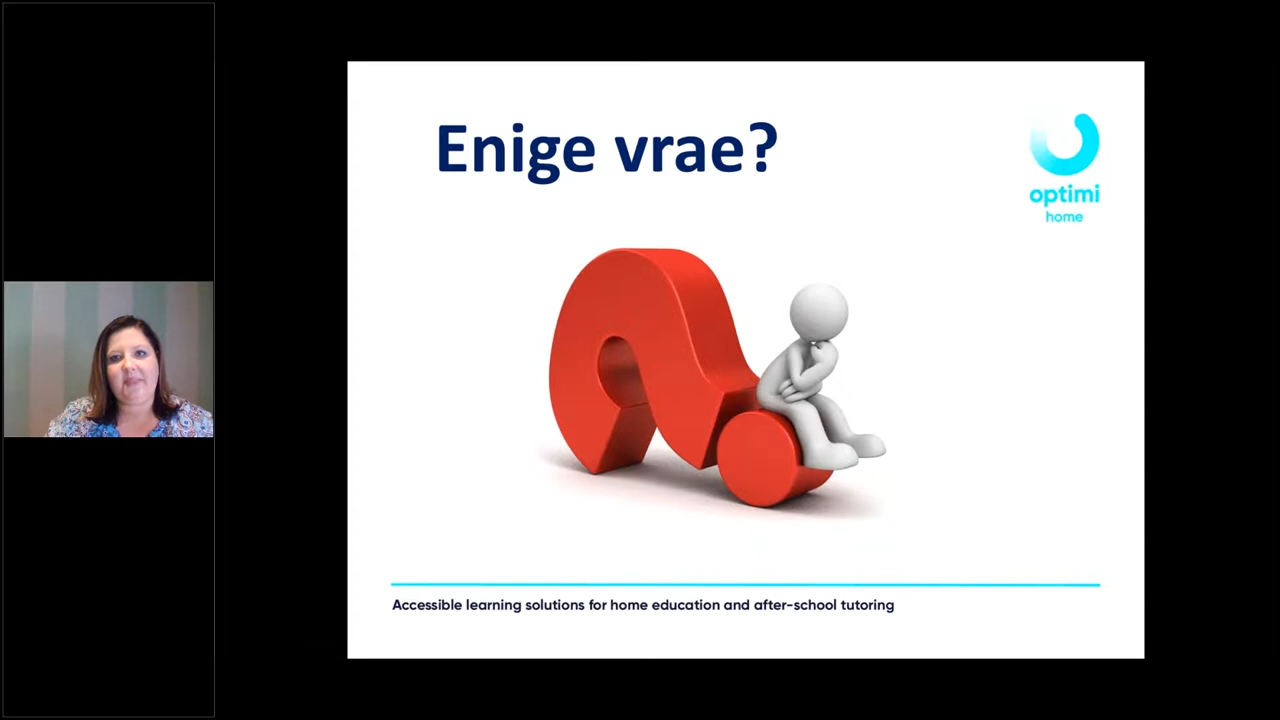 Enige vrae?
optimi
home
Accessible learning solutions for home education and after-school tutoring